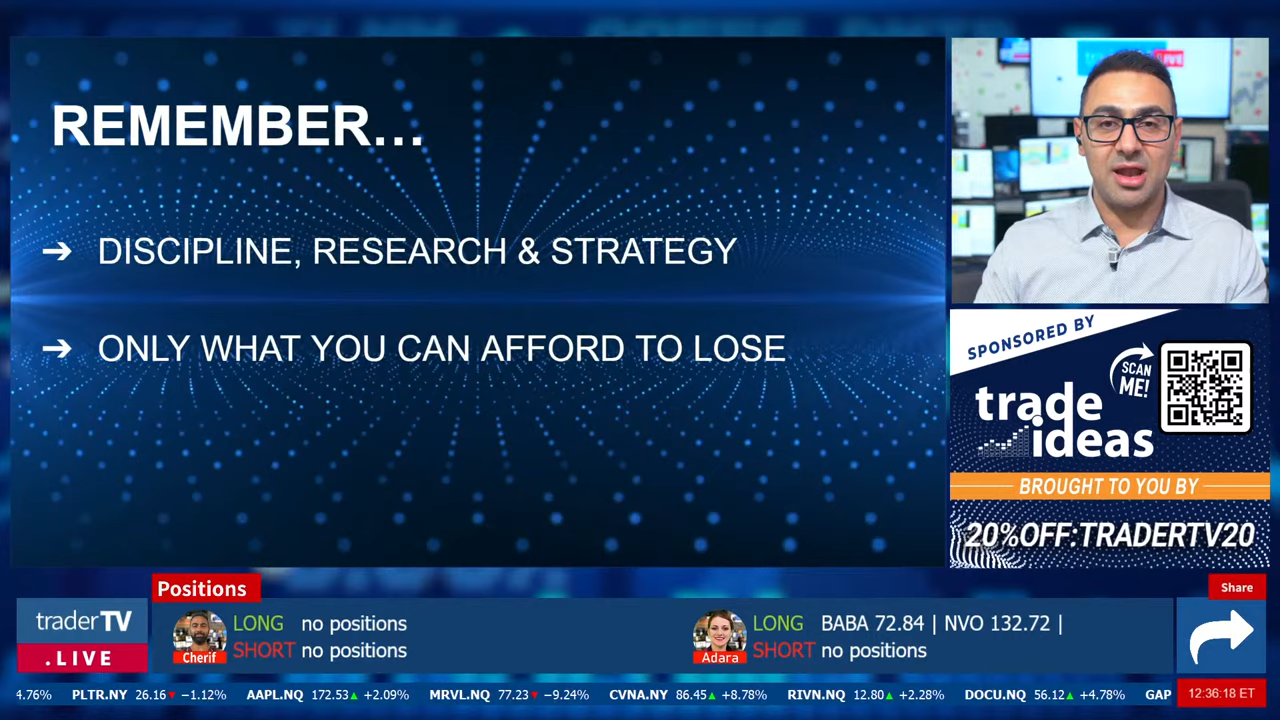 REMEMBER...
➔ DISCIPLINE, RESEARCH & STRATEGY
➔ ONLY WHAT YOU CAN AFFORD TO LOSE
SPONSORED BY
SCAN
ME!
trade
ideas
BROUGHT TO YOU BY
20%OFF:TRADERTV20
Positions
Share
traderTV
.LIVE
Cherif
LONG no positions
SHORT no positions
Adara
LONG BABA 72.84 | NVO 132.72 |
SHORT no positions
4.76% PLTR.NY 26.16▼ −1.12% AAPL.NQ 172.53▲ +2.09% MRVL.NQ 77.23▼ −9.24% CVNA.NY 86.45▲ +8.78% RIVN.NQ 12.80▲ +2.28% DOCU.NQ 56.12▲ +4.78% GAP
12:36:18 ET